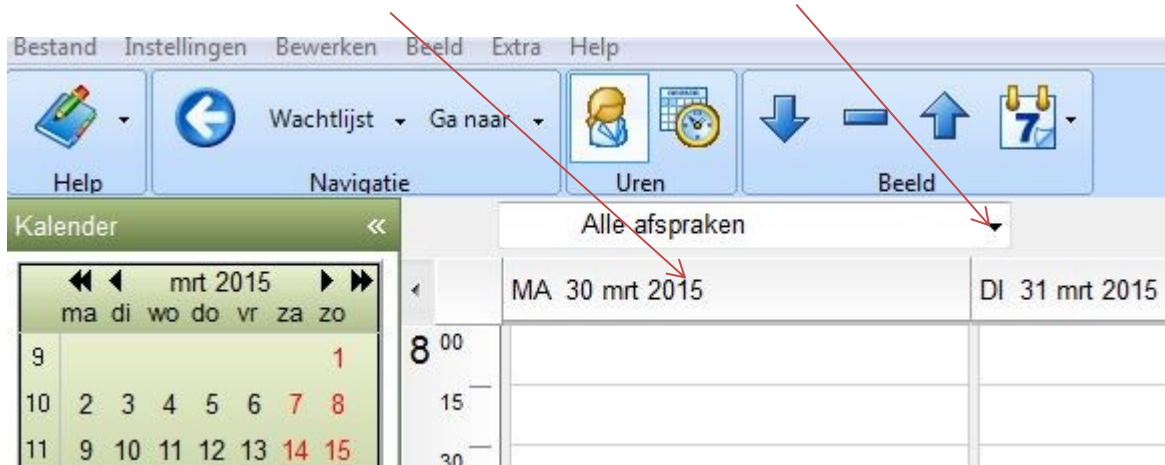 Bestand Instellingen Bewerken Beeld Extra Help
Wachtlijst Ga naar 7
Help Navigatie Uren Beeld
Kalender «
Alle afspraken
mrt 2015
MA 30 mrt 2015 DI 31 mrt 2015
ma di wo do vr za zo
8 00
9 1
10 2 3 4 5 6 7 8
15
11 9 10 11 12 13 14 15
30